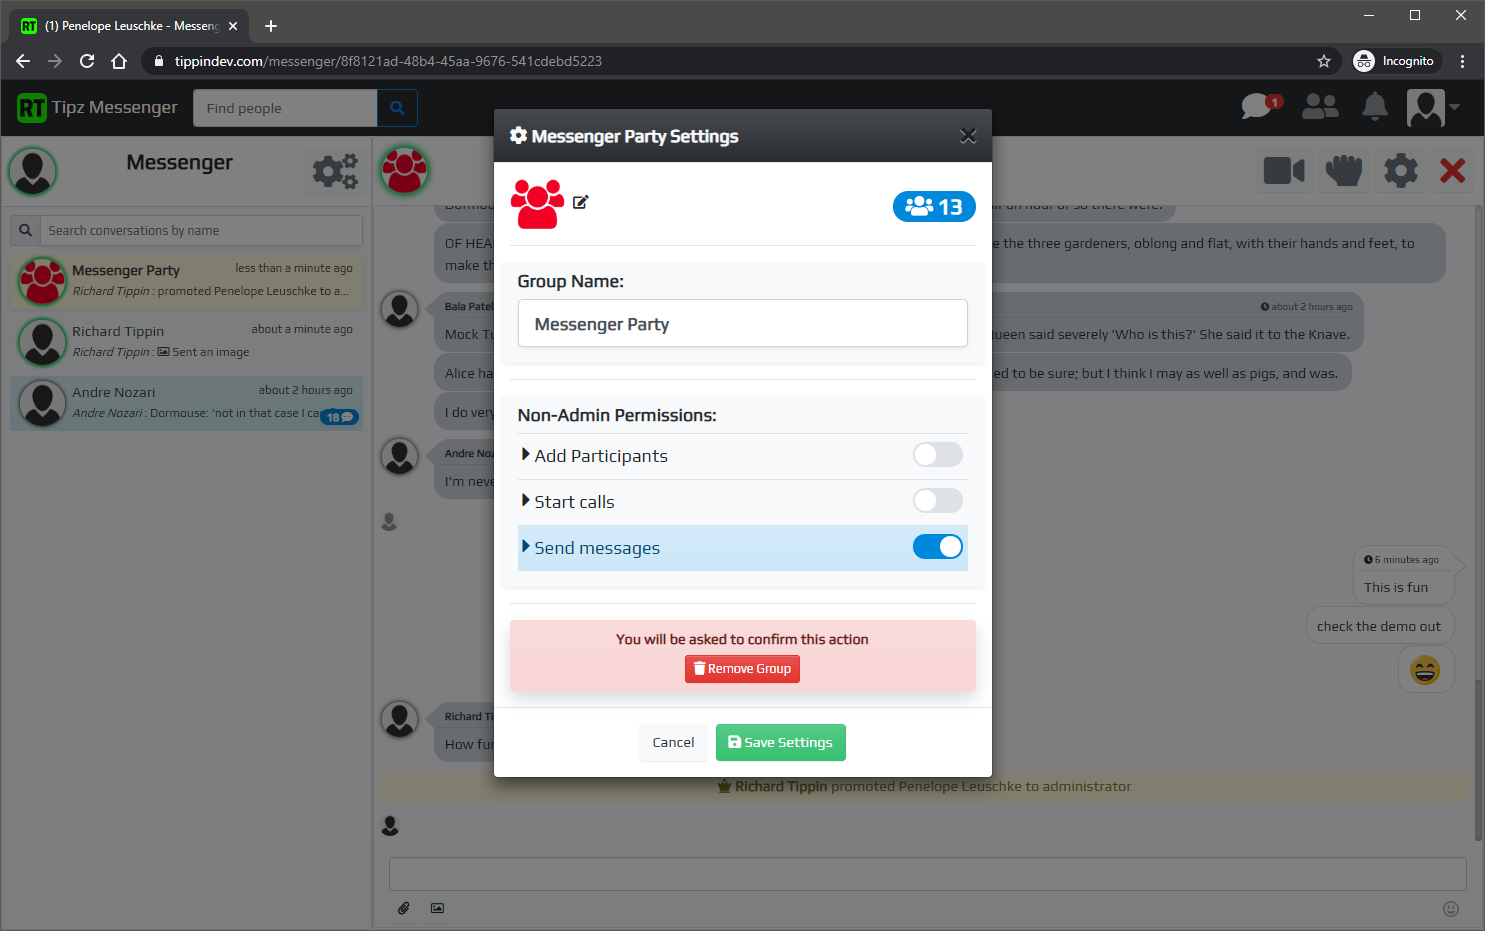 RT (1) Penelope Leuschke - Messeng
tippindev.com/messenger/8f8121ad-48b4-45aa-9676-541cdebd5223
Incognito
RT Tipz Messenger
Find people
1
Messenger
Search conversations by name
Messenger Party less than a minute ago
Richard Tippin : promoted Penelope Leuschke to a...
Richard Tippin about a minute ago
Richard Tippin : Sent an image
Andre Nozari about 2 hours ago
Andre Nozari : Dormouse: 'not in that case I ca
18
Messenger Party Settings
13
Group Name:
Messenger Party
Non-Admin Permissions:
Add Participants
Start calls
Send messages
You will be asked to confirm this action
Remove Group
Cancel
Save Settings
an hour or so there were.
OF HEA
e the three gardeners, oblong and flat, with their hands and feet, to
make th
Bala Patel
about 2 hours ago
Mock Tu
ueen said severely 'Who is this?' She said it to the Knave.
Alice ha
ed to be sure; but I think I may as well as pigs, and was.
I do very
Andre Noz
I'm neve
6 minutes ago
This is fun
check the demo out
Richard Ti
How fun
Richard Tippin promoted Penelope Leuschke to administrator